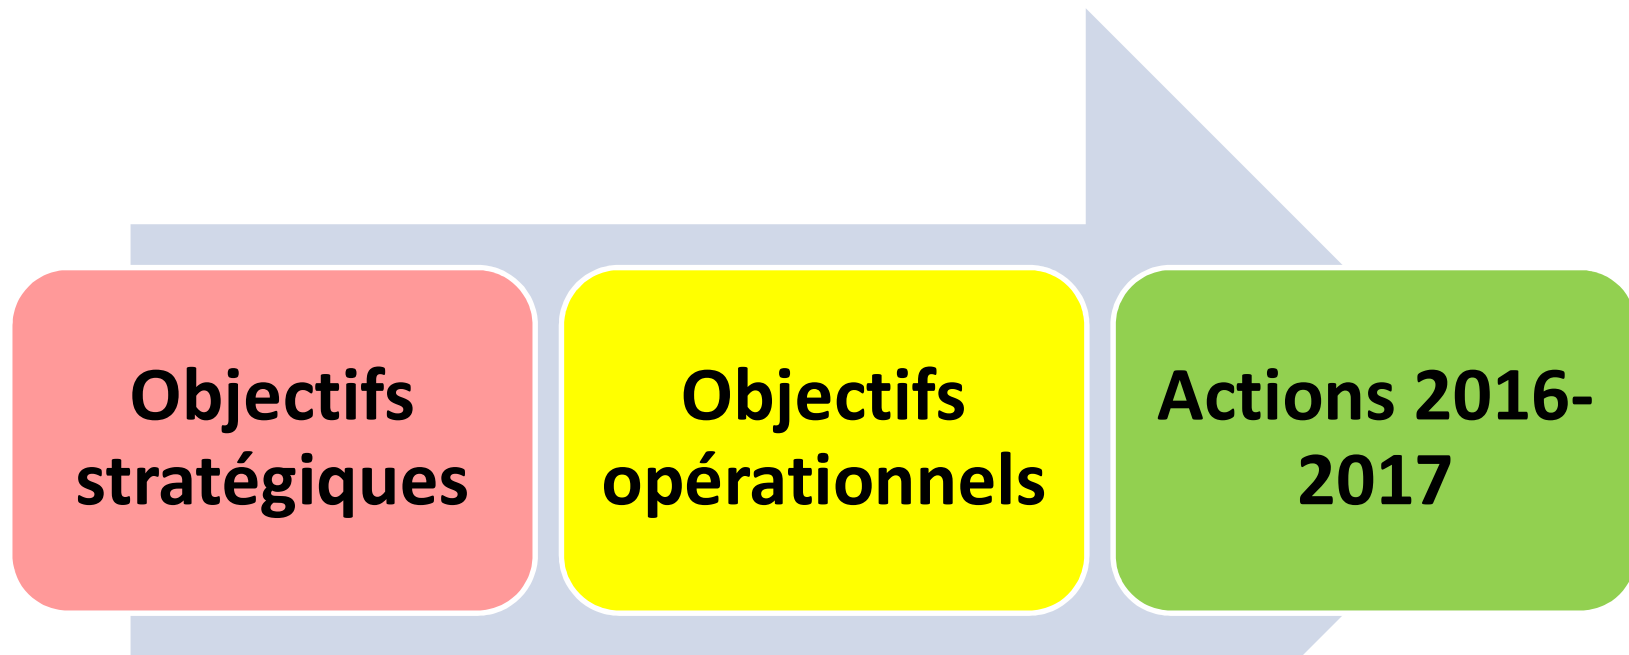 Objectifs
stratégiques
Objectifs
opérationnels
Actions 2016-
2017